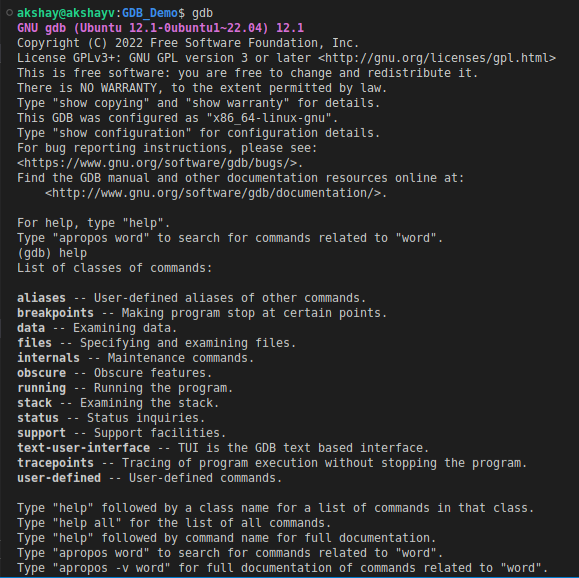 akshay@akshayv:GDB_Demo$ gdb
GNU gdb (Ubuntu 12.1-0ubuntu1~22.04) 12.1
Copyright (C) 2022 Free Software Foundation, Inc.
License GPLv3+: GNU GPL version 3 or later <http://gnu.org/licenses/gpl.html>
This is free software: you are free to change and redistribute it.
There is NO WARRANTY, to the extent permitted by law.
Type "show copying" and "show warranty" for details.
This GDB was configured as "x86_64-linux-gnu".
Type "show configuration" for configuration details.
For bug reporting instructions, please see:
<https://www.gnu.org/software/gdb/bugs/>.
Find the GDB manual and other documentation resources online at:
    <http://www.gnu.org/software/gdb/documentation/>.

For help, type "help".
Type "apropos word" to search for commands related to "word".
(gdb) help
List of classes of commands:

aliases -- User-defined aliases of other commands.
breakpoints -- Making program stop at certain points.
data -- Examining data.
files -- Specifying and examining files.
internals -- Maintenance commands.
obscure -- Obscure features.
running -- Running the program.
stack -- Examining the stack.
status -- Status inquiries.
support -- Support facilities.
text-user-interface -- TUI is the GDB text based interface.
tracepoints -- Tracing of program execution without stopping the program.
user-defined -- User-defined commands.

Type "help" followed by a class name for a list of commands in that class.
Type "help all" for the list of all commands.
Type "help" followed by command name for full documentation.
Type "apropos word" to search for commands related to "word".
Type "apropos -v word" for full documentation of commands related to "word".